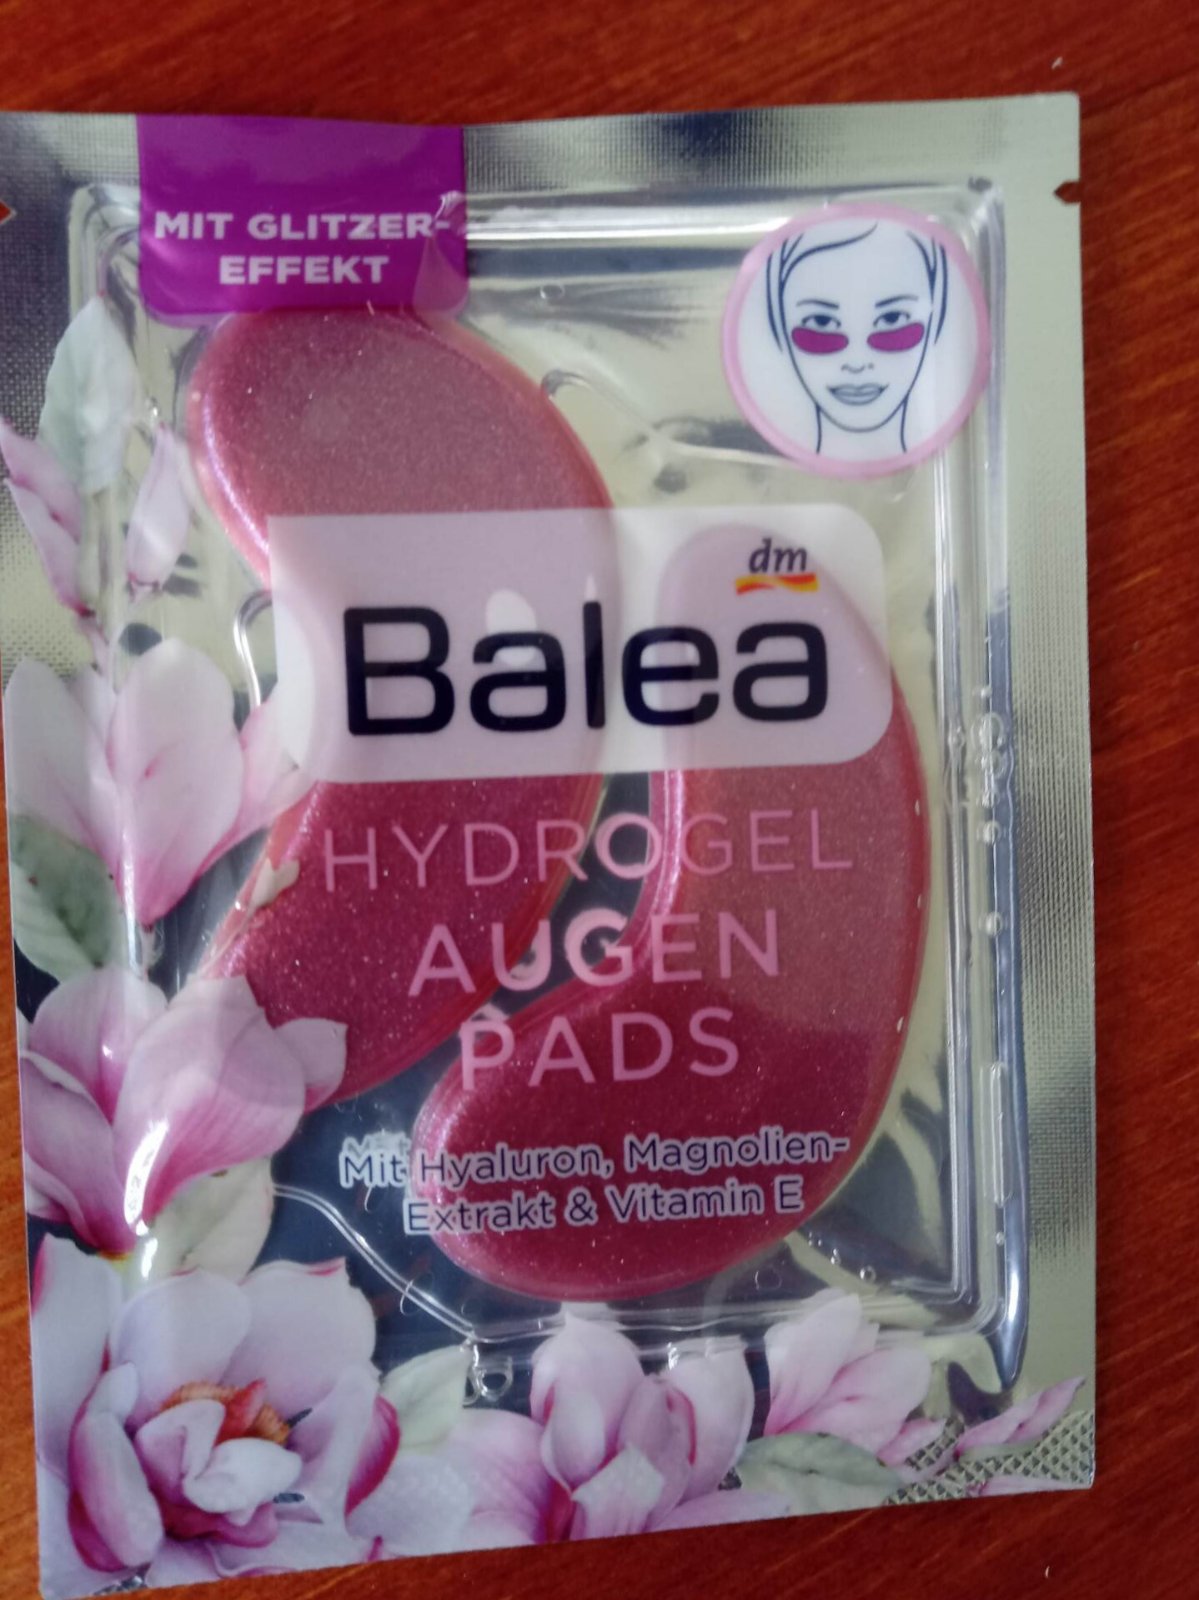 MIT GLITZER-
EFFEKT
dm
Balea
HYDROGEL
AUGEN
PADS
Mit Hyaluron, Magnolien-
Extrakt & Vitamin E